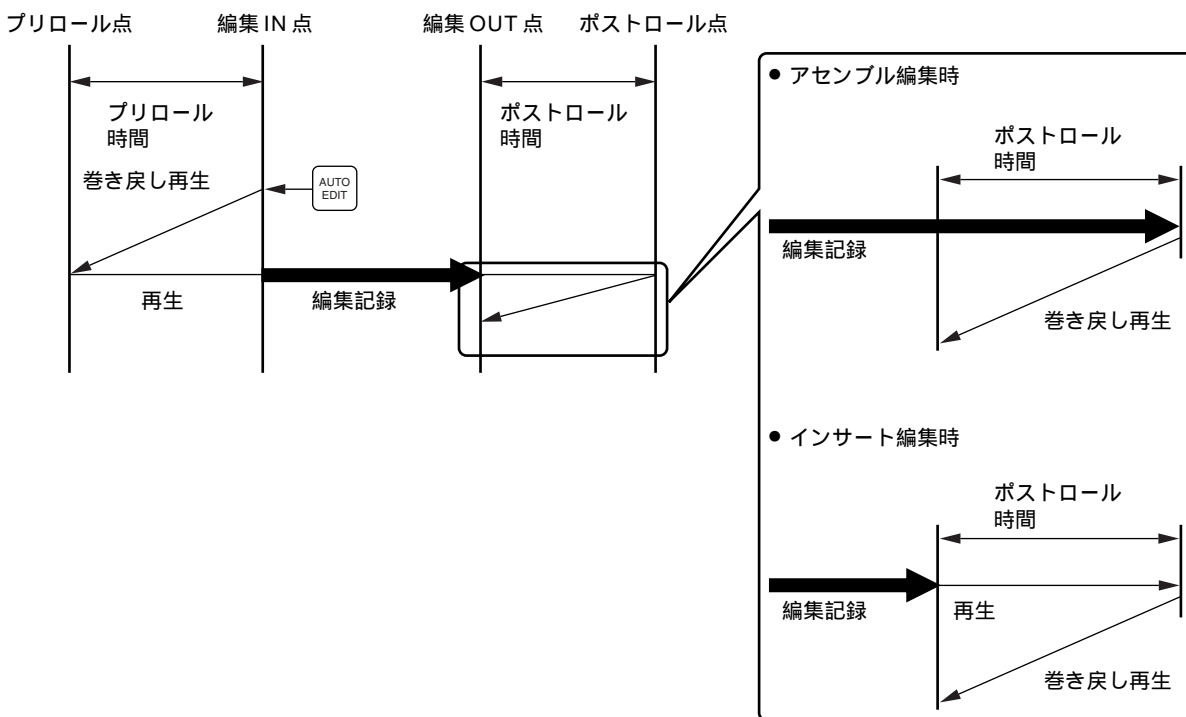 プリロール点
編集 IN 点
編集 OUT 点
ポストロール点
プリロール
時間
ポストロール
時間
巻き戻し再生
AUTO
EDIT
再生
編集記録
● アセンブル編集時
ポストロール
時間
編集記録
巻き戻し再生
● インサート編集時
ポストロール
時間
編集記録
再生
巻き戻し再生